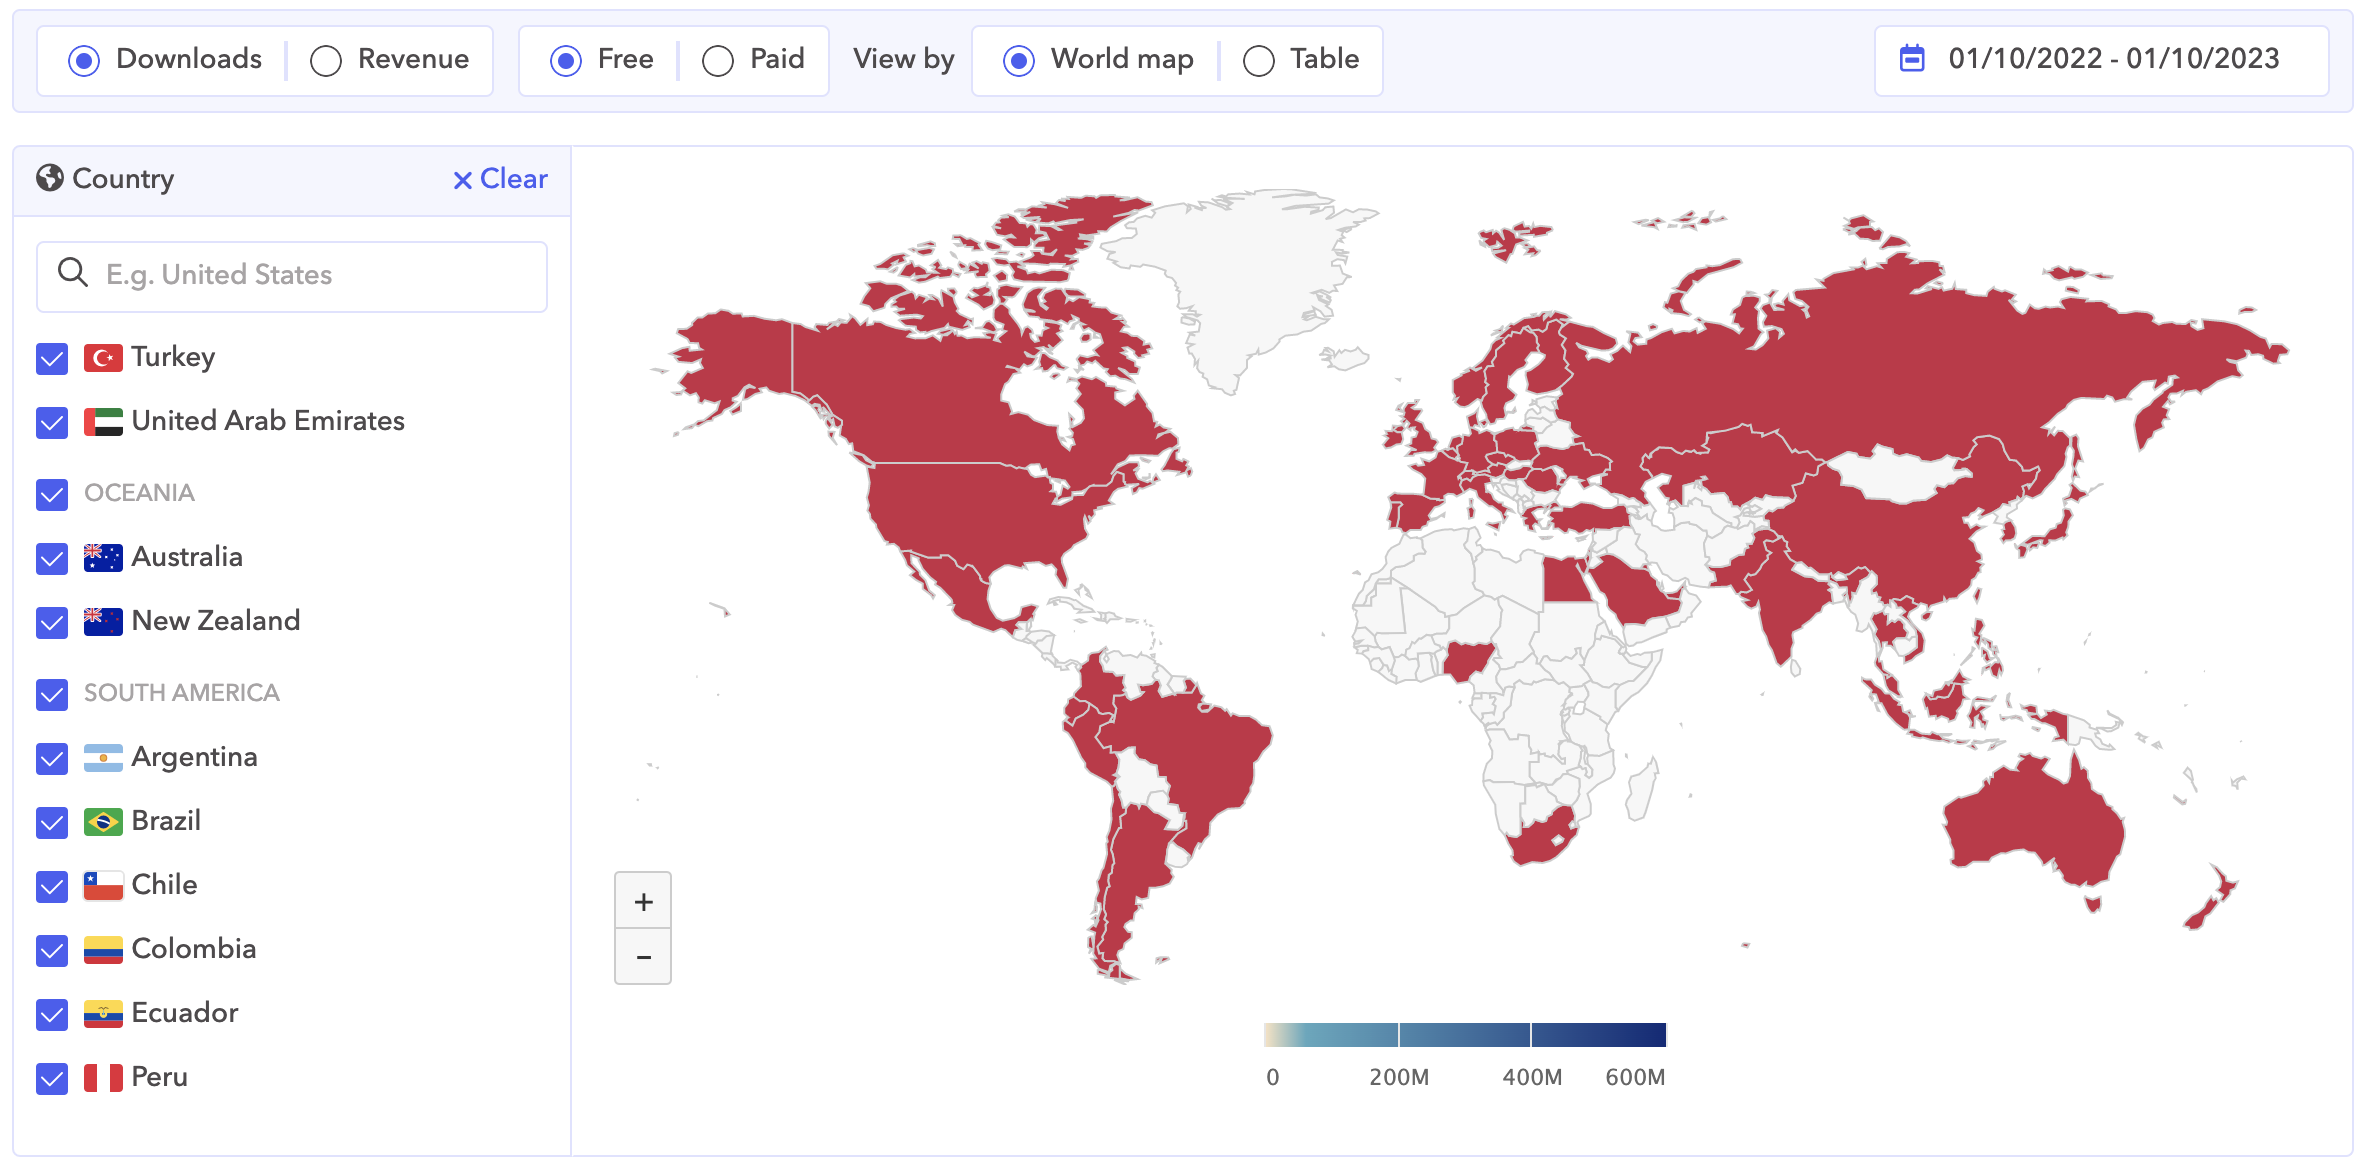 Downloads Revenue Free Paid View by World map Table 01/10/2022 - 01/10/2023
Country Clear
E.g. United States
Turkey
United Arab Emirates
OCEANIA
Australia
New Zealand
SOUTH AMERICA
Argentina
Brazil
Chile
Colombia
Ecuador
Peru
+
−
0 200M 400M 600M